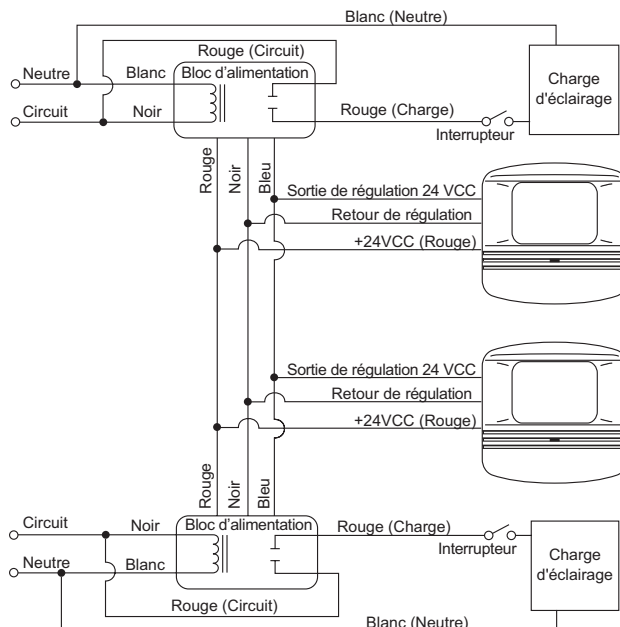 Blanc (Neutre)
Rouge (Circuit)
Neutre
Blanc
Bloc d'alimentation
Charge
d'éclairage
Circuit
Noir
Rouge (Charge)
Interrupteur
Rouge
Noir
Bleu
Sortie de régulation 24 VCC
Retour de régulation
+24VCC (Rouge)
Sortie de régulation 24 VCC
Retour de régulation
+24VCC (Rouge)
Rouge
Noir
Bleu
Circuit
Noir
Bloc d'alimentation
Rouge (Charge)
Interrupteur
Charge
d'éclairage
Neutre
Blanc
Rouge (Circuit)
Blanc (Neutre)